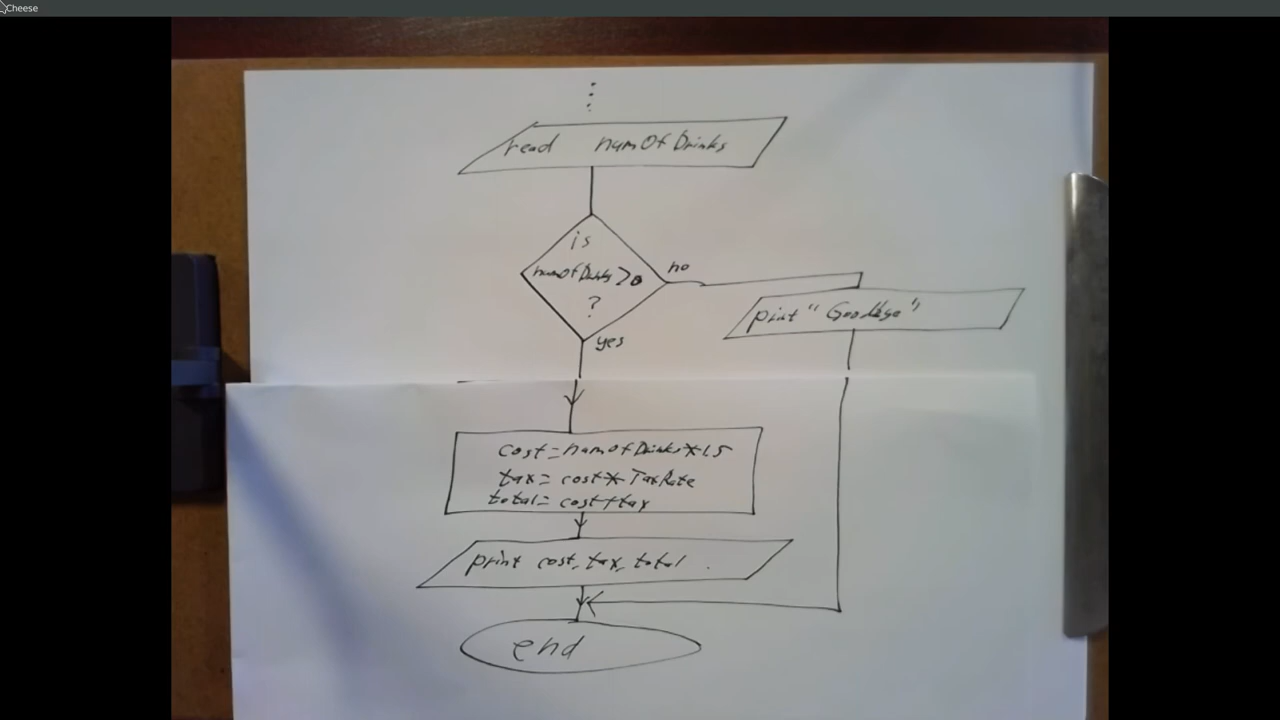 Cheese
read numOfDrinks
is
numOfDrinks > 0
?
no
yes
print "Goodbye"
cost = numOfDrinks * 1.5
tax = cost * TaxRate
total = cost + tax
print cost, tax, total
end